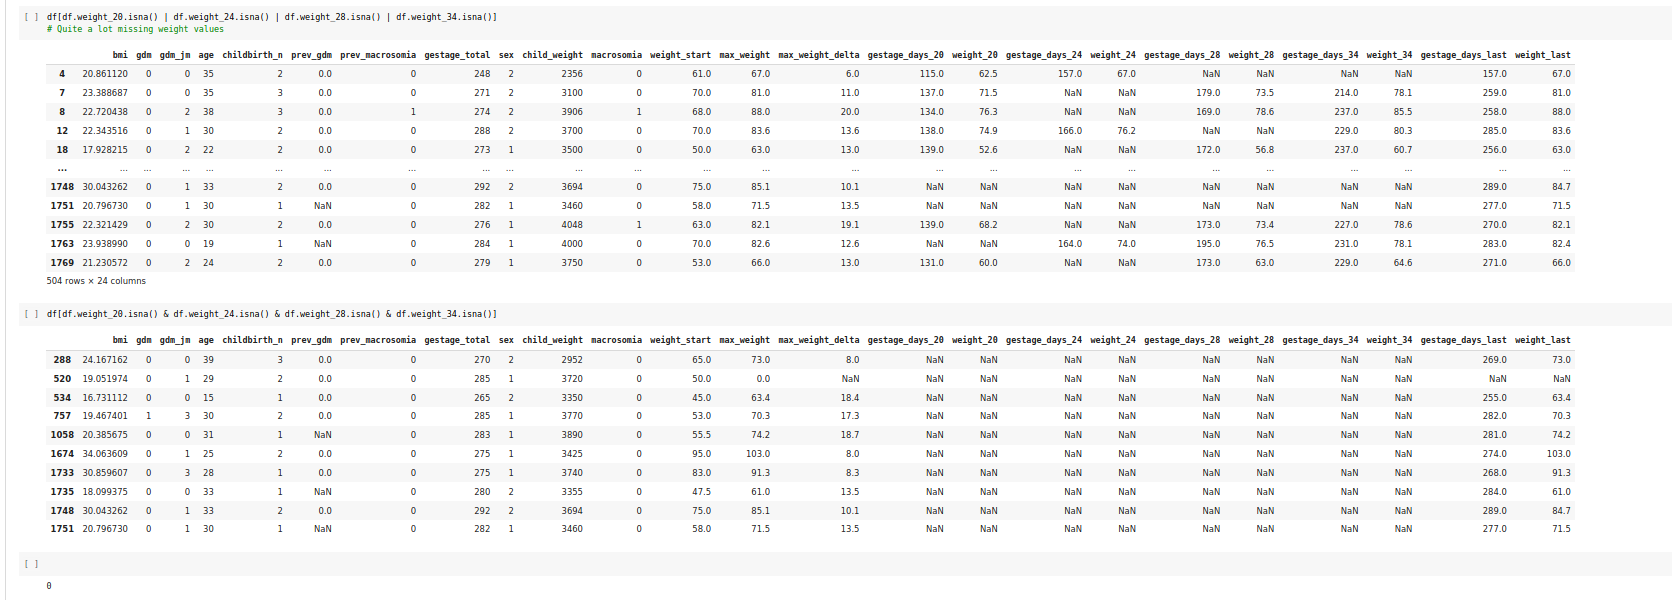 [ ] df[df.weight_20.isna() | df.weight_24.isna() | df.weight_28.isna() | df.weight_34.isna()]
# Quite a lot missing weight values
bmi gdm gdm_jm age childbirth_n prev_gdm prev_macrosomia gestage_total sex child_weight macrosomia weight_start max_weight max_weight_delta gestage_days_20 weight_20 gestage_days_24 weight_24 gestage_days_28 weight_28 gestage_days_34 weight_34 gestage_days_last weight_last
4 20.861120 0 0 35 2 0.0 0 248 2 2356 0 61.0 67.0 6.0 115.0 62.5 157.0 67.0 NaN NaN NaN NaN 157.0 67.0
7 23.388687 0 0 35 3 0.0 0 271 2 3100 0 70.0 81.0 11.0 137.0 71.5 NaN NaN 179.0 73.5 214.0 78.1 259.0 81.0
8 22.720438 0 2 38 3 0.0 1 274 2 3906 1 68.0 88.0 20.0 134.0 76.3 NaN NaN 169.0 78.6 237.0 85.5 258.0 88.0
12 22.343516 0 1 30 2 0.0 0 288 2 3700 0 70.0 83.6 13.6 138.0 74.9 166.0 76.2 NaN NaN 229.0 80.3 285.0 83.6
18 17.928215 0 2 22 2 0.0 0 273 1 3500 0 50.0 63.0 13.0 139.0 52.6 NaN NaN 172.0 56.8 237.0 60.7 256.0 63.0
... ... ... ... ... ... ... ... ... ... ... ... ... ... ... ... ... ... ... ... ... ... ... ... ...
1748 30.043262 0 1 33 2 0.0 0 292 2 3694 0 75.0 85.1 10.1 NaN NaN NaN NaN NaN NaN NaN NaN 289.0 84.7
1751 20.796730 0 1 30 1 NaN 0 282 1 3460 0 58.0 71.5 13.5 NaN NaN NaN NaN NaN NaN NaN NaN 277.0 71.5
1755 22.321429 0 2 30 2 0.0 0 276 1 4048 1 63.0 82.1 19.1 139.0 68.2 NaN NaN 173.0 73.4 227.0 78.6 270.0 82.1
1763 23.938990 0 0 19 1 NaN 0 284 1 4000 0 70.0 82.6 12.6 NaN NaN 164.0 74.0 195.0 76.5 231.0 78.1 283.0 82.4
1769 21.230572 0 2 24 2 0.0 0 279 1 3750 0 53.0 66.0 13.0 131.0 60.0 NaN NaN 173.0 63.0 229.0 64.6 271.0 66.0
504 rows × 24 columns
[ ] df[df.weight_20.isna() & df.weight_24.isna() & df.weight_28.isna() & df.weight_34.isna()]
bmi gdm gdm_jm age childbirth_n prev_gdm prev_macrosomia gestage_total sex child_weight macrosomia weight_start max_weight max_weight_delta gestage_days_20 weight_20 gestage_days_24 weight_24 gestage_days_28 weight_28 gestage_days_34 weight_34 gestage_days_last weight_last
288 24.167162 0 0 39 3 0.0 0 270 2 2952 0 65.0 73.0 8.0 NaN NaN NaN NaN NaN NaN NaN NaN 269.0 73.0
520 19.051974 0 1 29 2 0.0 0 285 1 3720 0 50.0 0.0 NaN NaN NaN NaN NaN NaN NaN NaN NaN NaN NaN
534 16.731112 0 0 15 1 0.0 0 265 2 3350 0 45.0 63.4 18.4 NaN NaN NaN NaN NaN NaN NaN NaN 255.0 63.4
757 19.467401 1 3 30 2 0.0 0 285 1 3770 0 53.0 70.3 17.3 NaN NaN NaN NaN NaN NaN NaN NaN 282.0 70.3
1058 20.385675 0 0 31 1 NaN 0 283 1 3890 0 55.5 74.2 18.7 NaN NaN NaN NaN NaN NaN NaN NaN 281.0 74.2
1674 34.063609 0 1 25 2 0.0 0 275 1 3425 0 95.0 103.0 8.0 NaN NaN NaN NaN NaN NaN NaN NaN 274.0 103.0
1733 30.859607 0 3 28 1 0.0 0 275 1 3740 0 83.0 91.3 8.3 NaN NaN NaN NaN NaN NaN NaN NaN 268.0 91.3
1735 18.099375 0 0 33 1 NaN 0 280 2 3355 0 47.5 61.0 13.5 NaN NaN NaN NaN NaN NaN NaN NaN 284.0 61.0
1748 30.043262 0 1 33 2 0.0 0 292 2 3694 0 75.0 85.1 10.1 NaN NaN NaN NaN NaN NaN NaN NaN 289.0 84.7
1751 20.796730 0 1 30 1 NaN 0 282 1 3460 0 58.0 71.5 13.5 NaN NaN NaN NaN NaN NaN NaN NaN 277.0 71.5
[ ]
0